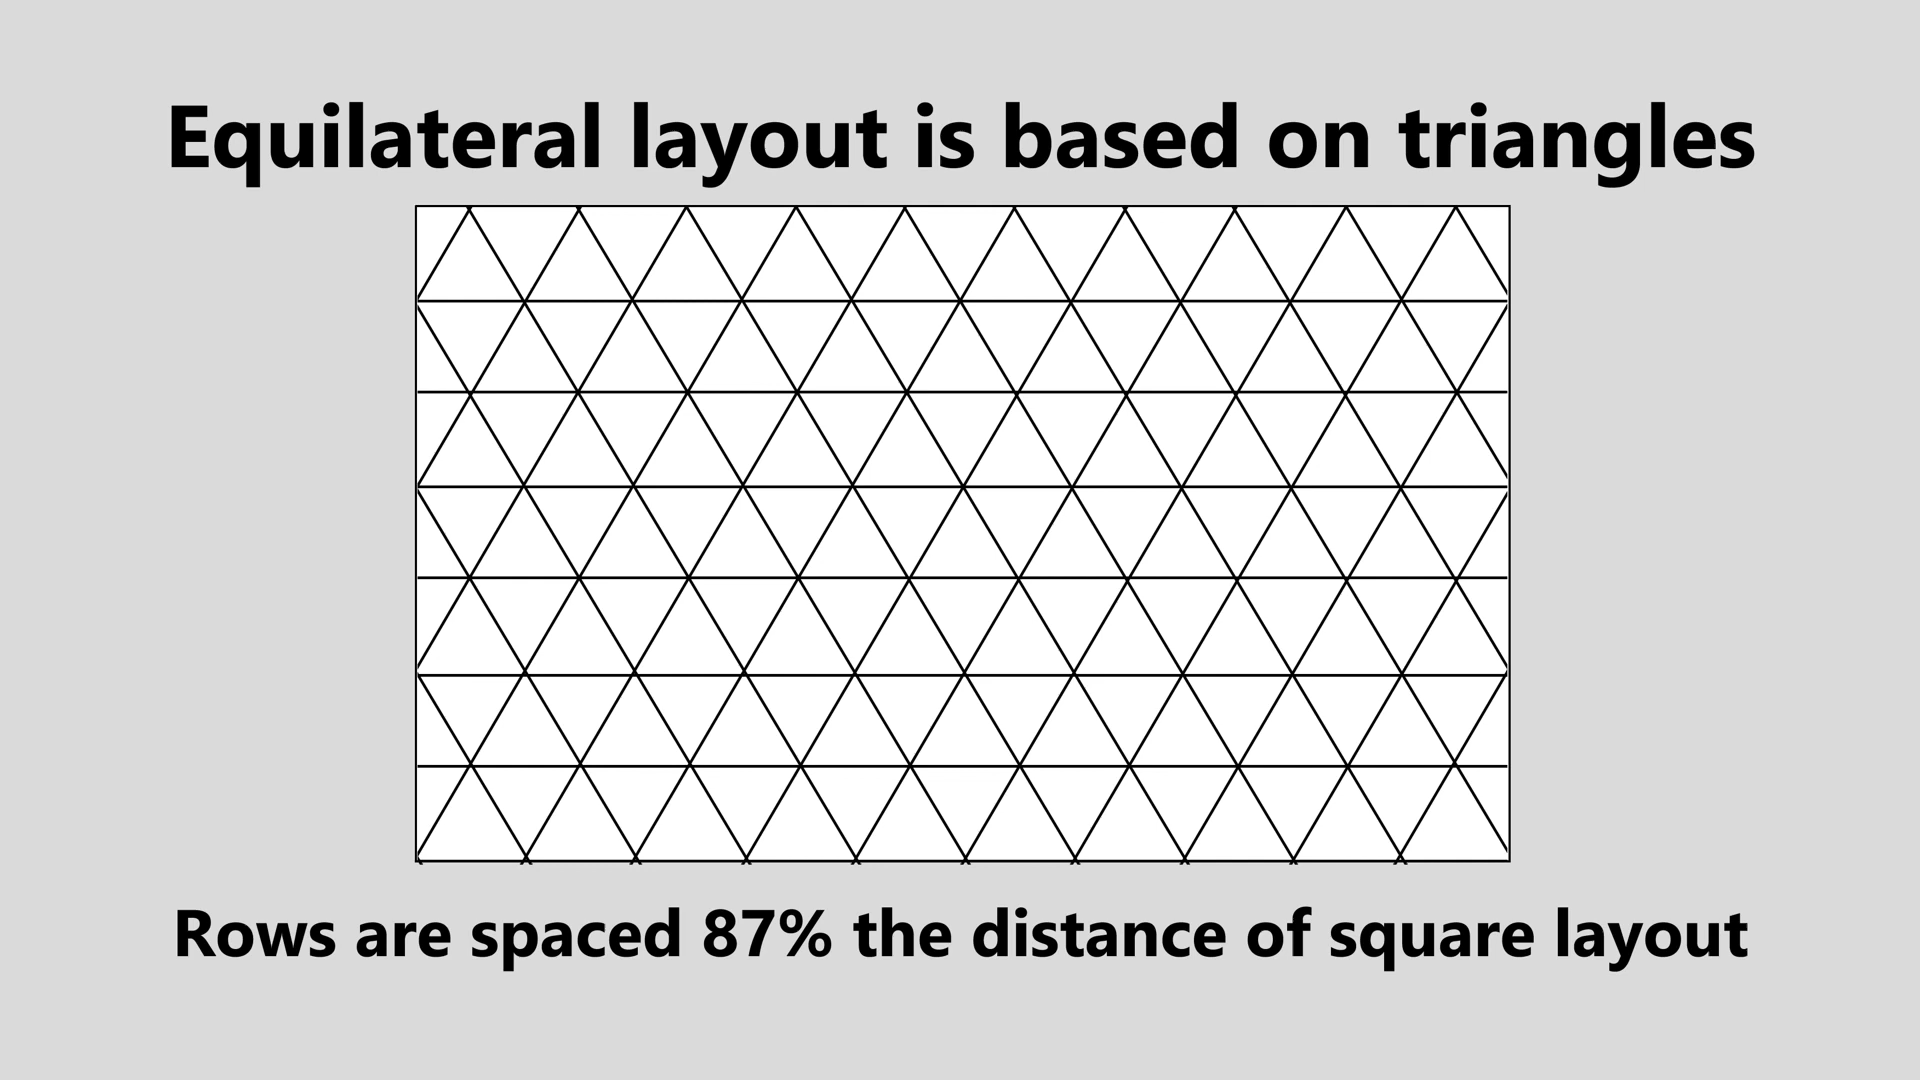 Equilateral layout is based on triangles
Rows are spaced 87% the distance of square layout